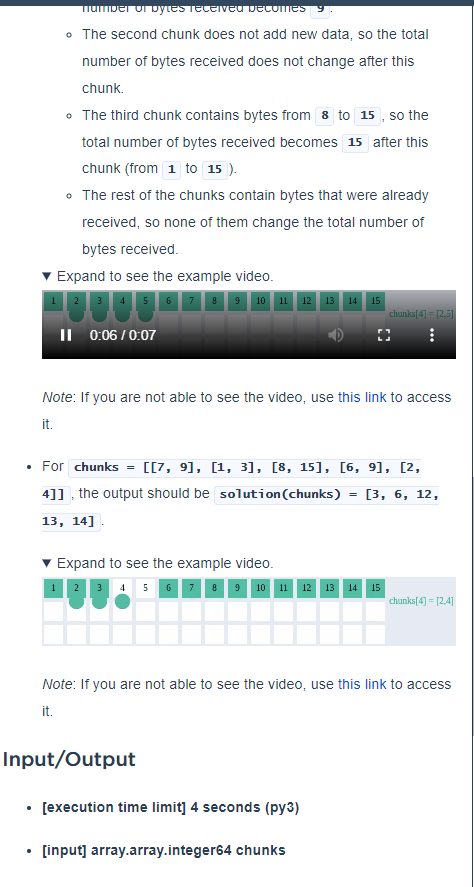 number of bytes received becomes 9 .
The second chunk does not add new data, so the total
number of bytes received does not change after this
chunk.
The third chunk contains bytes from 8 to 15 , so the
total number of bytes received becomes 15 after this
chunk (from 1 to 15 ).
The rest of the chunks contain bytes that were already
received, so none of them change the total number of
bytes received.
▼ Expand to see the example video.
1 2 3 4 5 6 7 8 9 10 11 12 13 14 15
chunks[4] = [2,5]
0:06 / 0:07
Note: If you are not able to see the video, use this link to access
it.
For chunks = [[7, 9], [1, 3], [8, 15], [6, 9], [2,
4]] , the output should be solution(chunks) = [3, 6, 12,
13, 14] .
▼ Expand to see the example video.
1 2 3 4 5 6 7 8 9 10 11 12 13 14 15
chunks[4] = [2,4]
Note: If you are not able to see the video, use this link to access
it.
Input/Output
[execution time limit] 4 seconds (py3)
[input] array.array.integer64 chunks